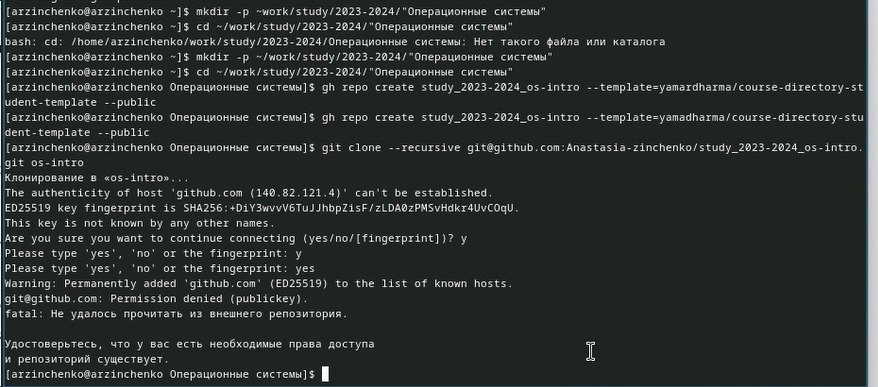 [arzinchenko@arzinchenko ~]$ mkdir -p ~work/study/2023-2024/"Операционные системы"
[arzinchenko@arzinchenko ~]$ cd ~/work/study/2023-2024/"Операционные системы"
bash: cd: /home/arzinchenko/work/study/2023-2024/Операционные системы: Нет такого файла или каталога
[arzinchenko@arzinchenko ~]$ mkdir -p ~/work/study/2023-2024/"Операционные системы"
[arzinchenko@arzinchenko ~]$ cd ~/work/study/2023-2024/"Операционные системы"
[arzinchenko@arzinchenko Операционные системы]$ gh repo create study_2023-2024_os-intro --template=yamardharma/course-directory-st
udent-template --public
[arzinchenko@arzinchenko Операционные системы]$ gh repo create study_2023-2024_os-intro --template=yamadharma/course-directory-stu
dent-template --public
[arzinchenko@arzinchenko Операционные системы]$ git clone --recursive git@github.com:Anastasia-zinchenko/study_2023-2024_os-intro.
git os-intro
Клонирование в «os-intro»...
The authenticity of host 'github.com (140.82.121.4)' can't be established.
ED25519 key fingerprint is SHA256:+DiY3wvvV6TuJJhbpZisF/zLDA0zPMSvHdkr4UvCOqU.
This key is not known by any other names.
Are you sure you want to continue connecting (yes/no/[fingerprint])? y
Please type 'yes', 'no' or the fingerprint: y
Please type 'yes', 'no' or the fingerprint: yes
Warning: Permanently added 'github.com' (ED25519) to the list of known hosts.
git@github.com: Permission denied (publickey).
fatal: Не удалось прочитать из внешнего репозитория.
Удостоверьтесь, что у вас есть необходимые права доступа
и репозиторий существует.
[arzinchenko@arzinchenko Операционные системы]$